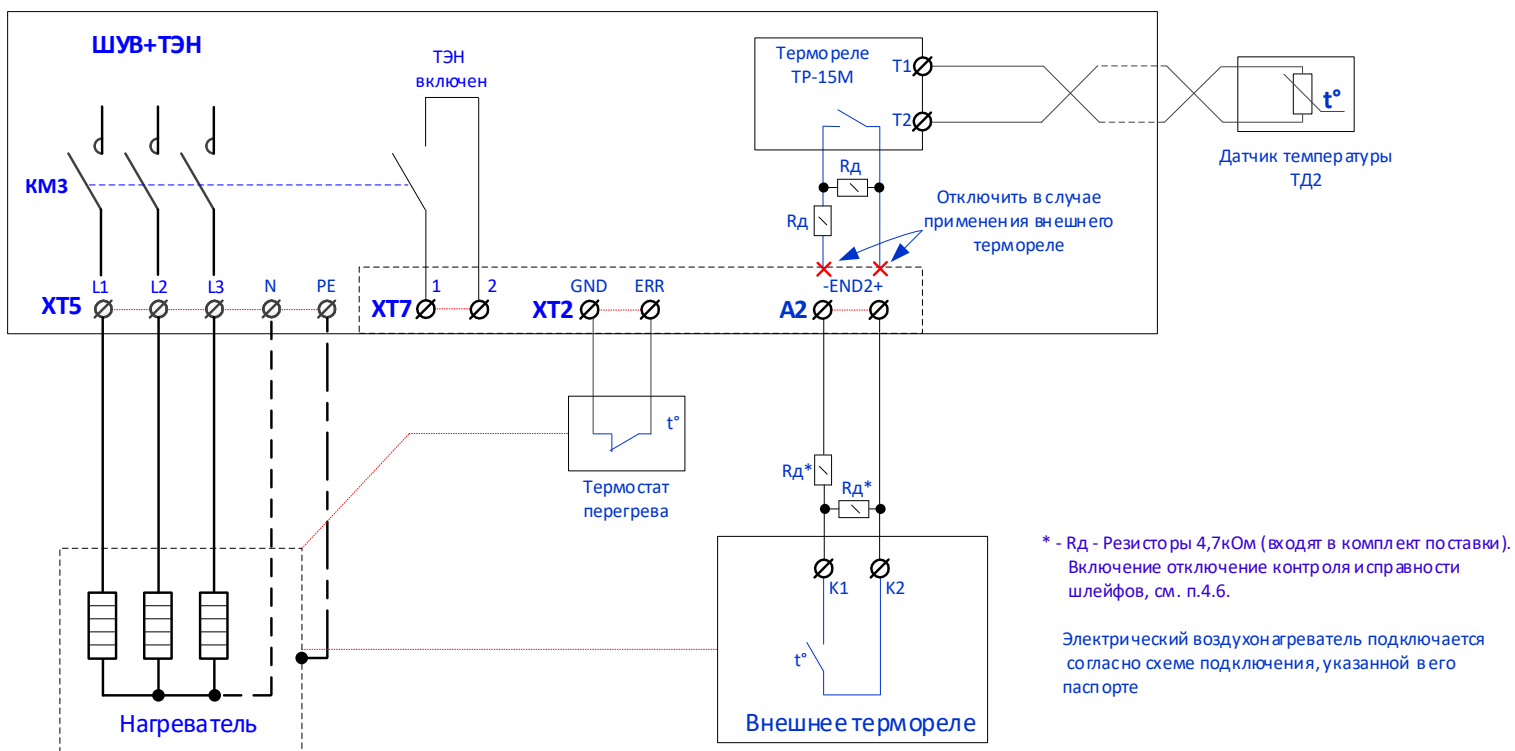 ШУВ+ТЭН
ТЭН
включен
Термореле
ТР-15М
T1
T2
t°
Датчик температуры
ТД2
КМ3
Rд
Rд
Отключить в случае
применения внешнего
термореле
L1
L2
L3
N
PE
1
2
GND
ERR
-END2+
XT5
XT7
XT2
A2
t°
Термостат
перегрева
Rд*
Rд*
K1
K2
t°
Нагреватель
Внешнее термореле
* - Rд - Резисторы 4,7кОм (входят в комплект поставки).
Включение отключение контроля исправности
шлейфов, см. п.4.6.
Электрический воздухонагреватель подключается
согласно схеме подключения, указанной в его
паспорте